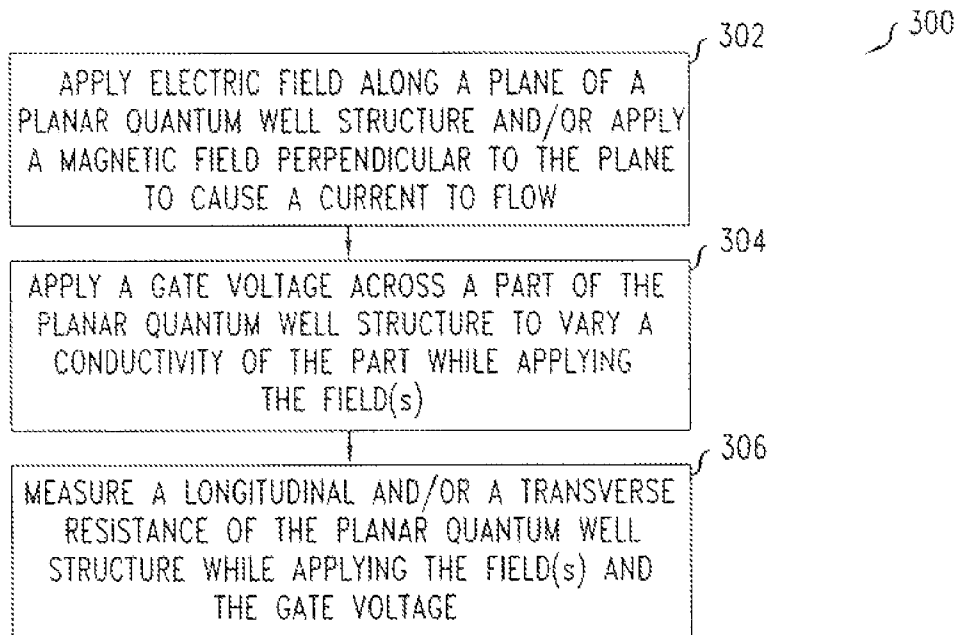 300
302
APPLY ELECTRIC FIELD ALONG A PLANE OF A
PLANAR QUANTUM WELL STRUCTURE AND/OR APPLY
A MAGNETIC FIELD PERPENDICULAR TO THE PLANE
TO CAUSE A CURRENT TO FLOW
304
APPLY A GATE VOLTAGE ACROSS A PART OF THE
PLANAR QUANTUM WELL STRUCTURE TO VARY A
CONDUCTIVITY OF THE PART WHILE APPLYING
THE FIELD(s)
306
MEASURE A LONGITUDINAL AND/OR A TRANSVERSE
RESISTANCE OF THE PLANAR QUANTUM WELL
STRUCTURE WHILE APPLYING THE FIELD(s) AND
THE GATE VOLTAGE